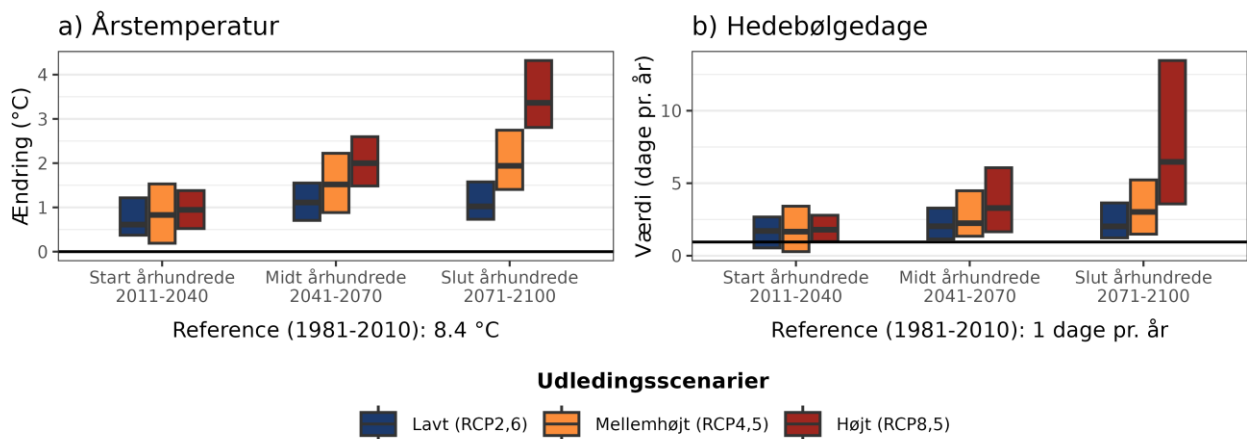 a) Årstemperatur
Ændring (°C)
4
3
2
1
0
Start århundrede
2011-2040
Midt århundrede
2041-2070
Slut århundrede
2071-2100
Reference (1981-2010): 8.4 °C
b) Hedebølgedage
Værdi (dage pr. år)
10
5
0
Start århundrede
2011-2040
Midt århundrede
2041-2070
Slut århundrede
2071-2100
Reference (1981-2010): 1 dage pr. år
Udledingsscenarier
Lavt (RCP2,6)
Mellemhøjt (RCP4,5)
Højt (RCP8,5)